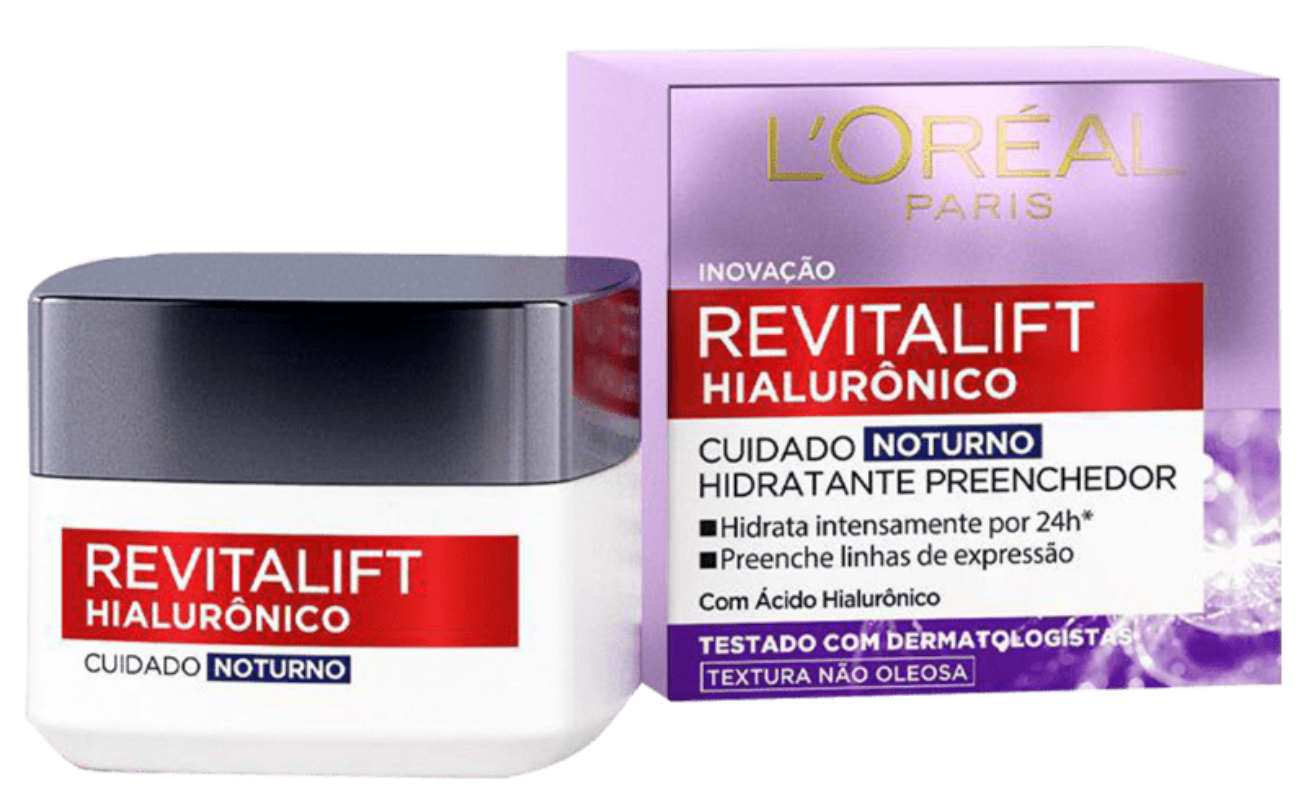 REVITALIFT
HIALURÔNICO
CUIDADO NOTURNO
L'ORÉAL
PARIS
INOVAÇÃO
REVITALIFT
HIALURÔNICO
CUIDADO NOTURNO
HIDRATANTE PREENCHEDOR
■Hidrata intensamente por 24h*
■Preenche linhas de expressão
Com Ácido Hialurônico
TESTADO COM DERMATOLOGISTAS
TEXTURA NÃO OLEOSA